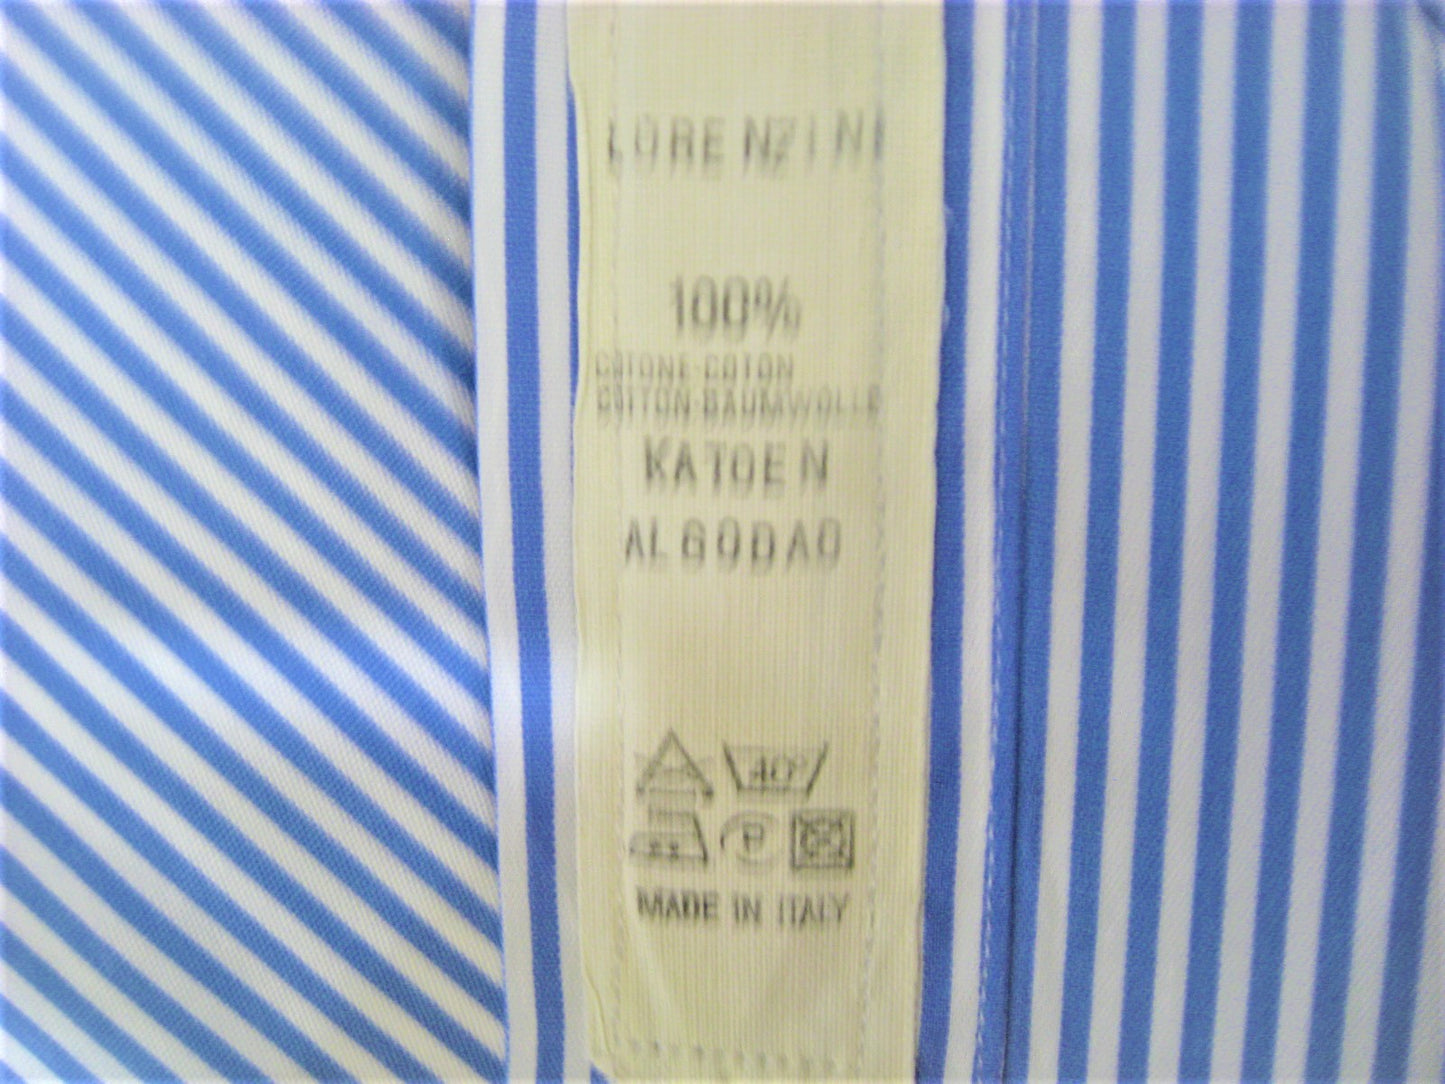 LORENZINI
100%
COTONE-COTON
COTTON-BAUMWOLLE
KATOEN
ALGODAO
40°
P
MADE IN ITALY